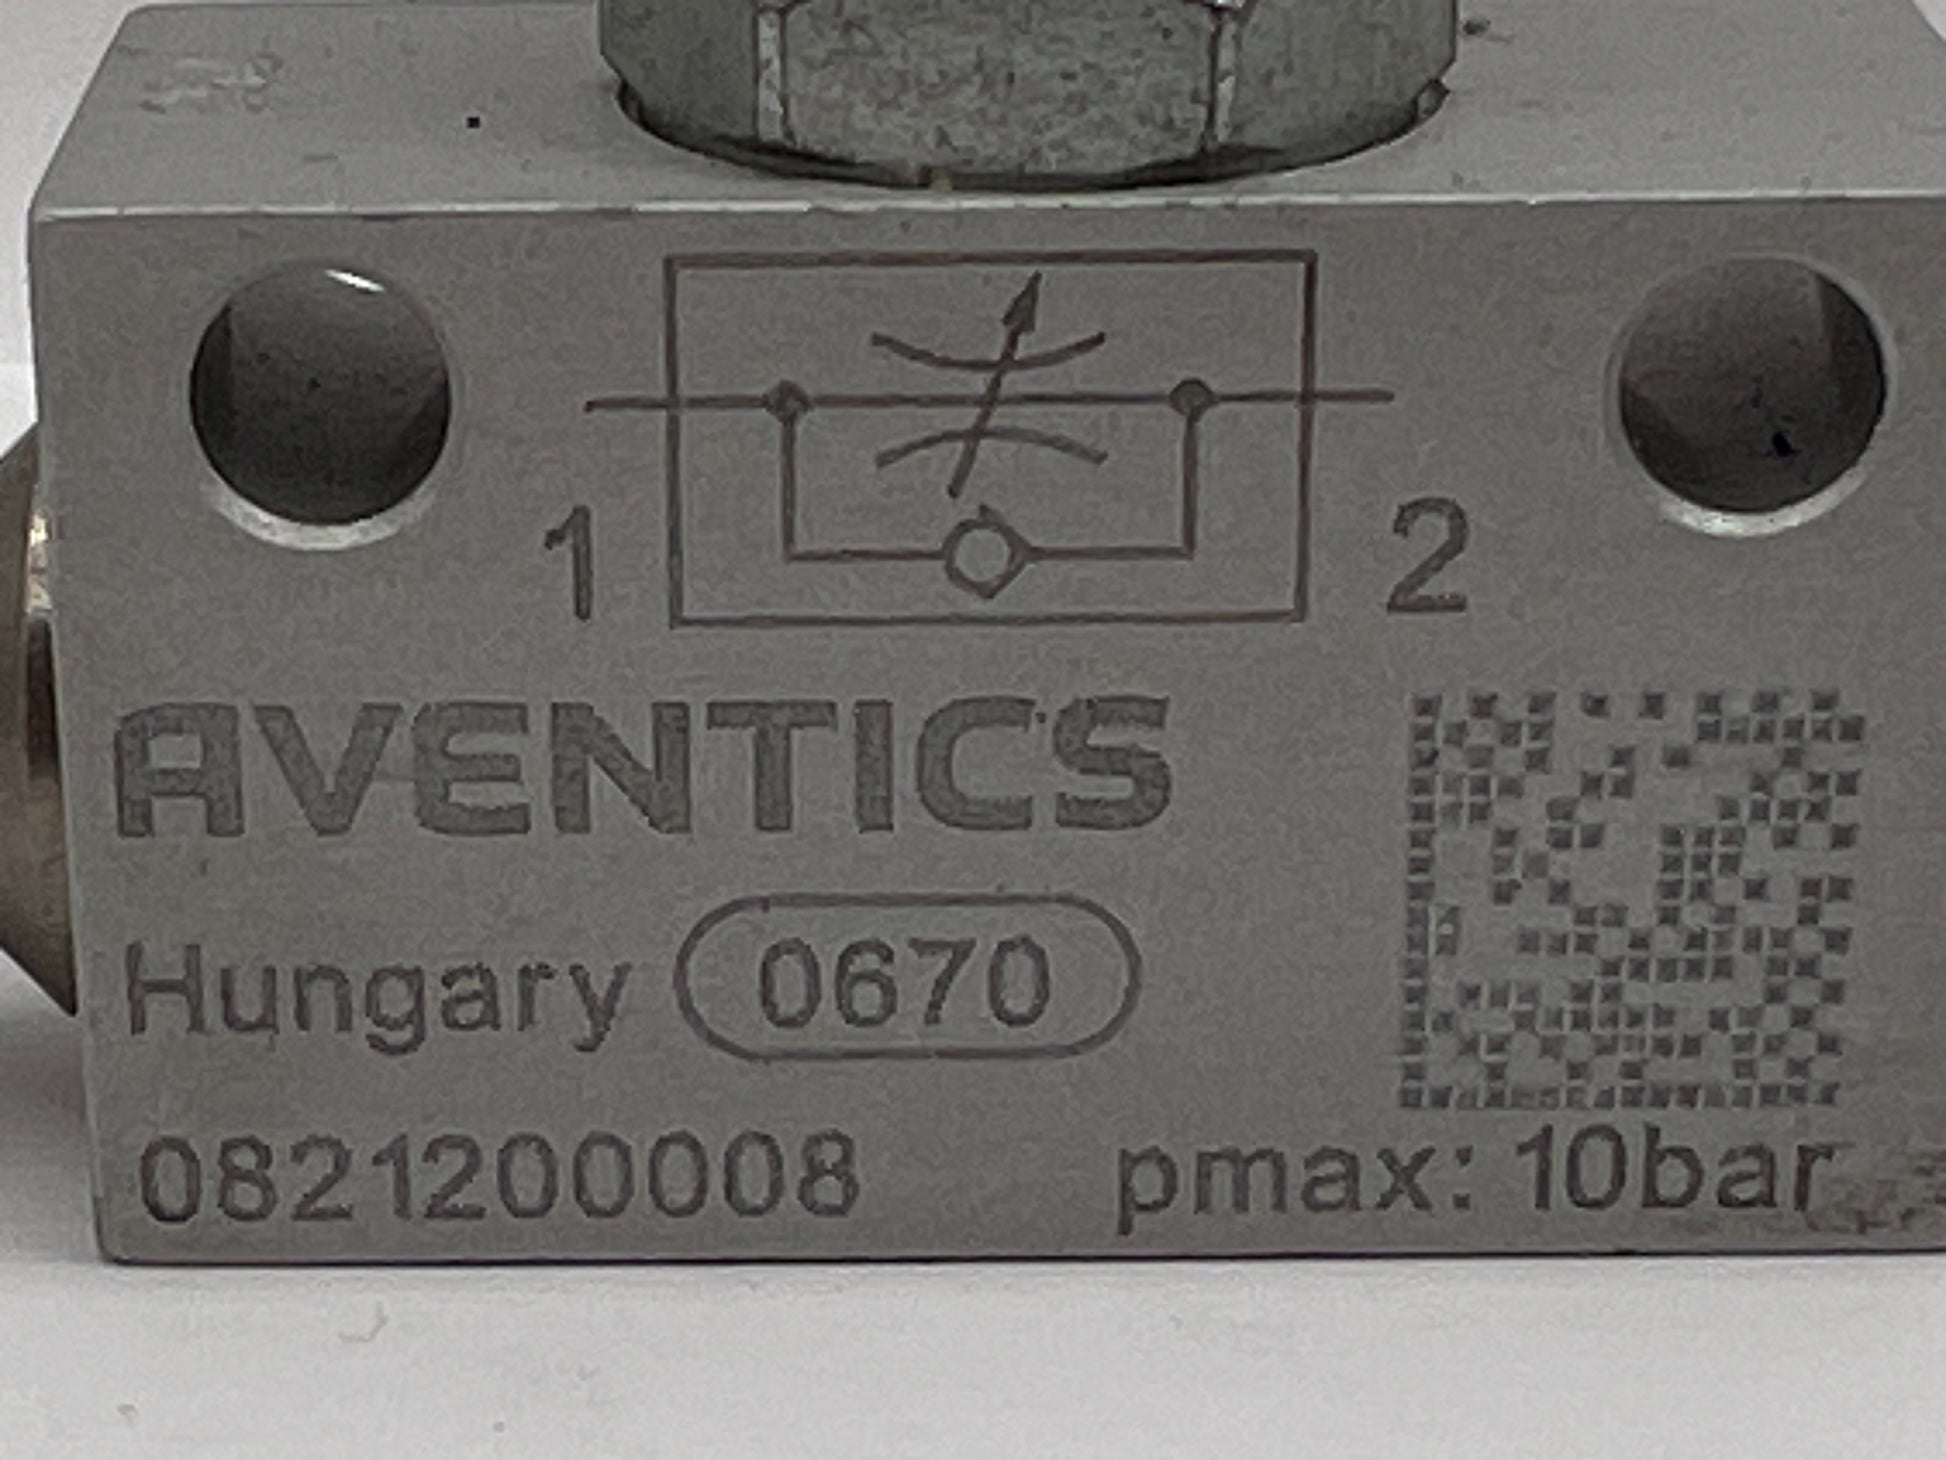 1 2
AVENTICS
Hungary 0670
0821200008 pmax: 10bar